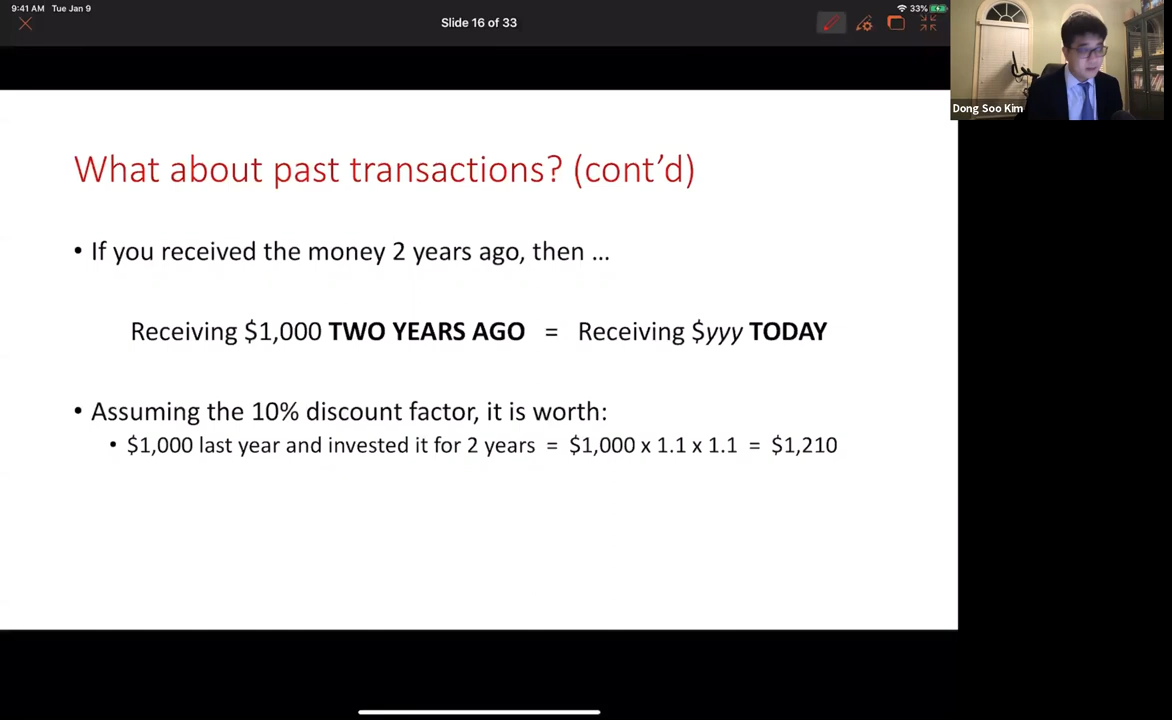 9:41 AM Tue Jan 9
33%
Slide 16 of 33
Dong Soo Kim
What about past transactions? (cont’d)
• If you received the money 2 years ago, then ...
Receiving $1,000 TWO YEARS AGO = Receiving $yyy TODAY
• Assuming the 10% discount factor, it is worth:
• $1,000 last year and invested it for 2 years = $1,000 x 1.1 x 1.1 = $1,210